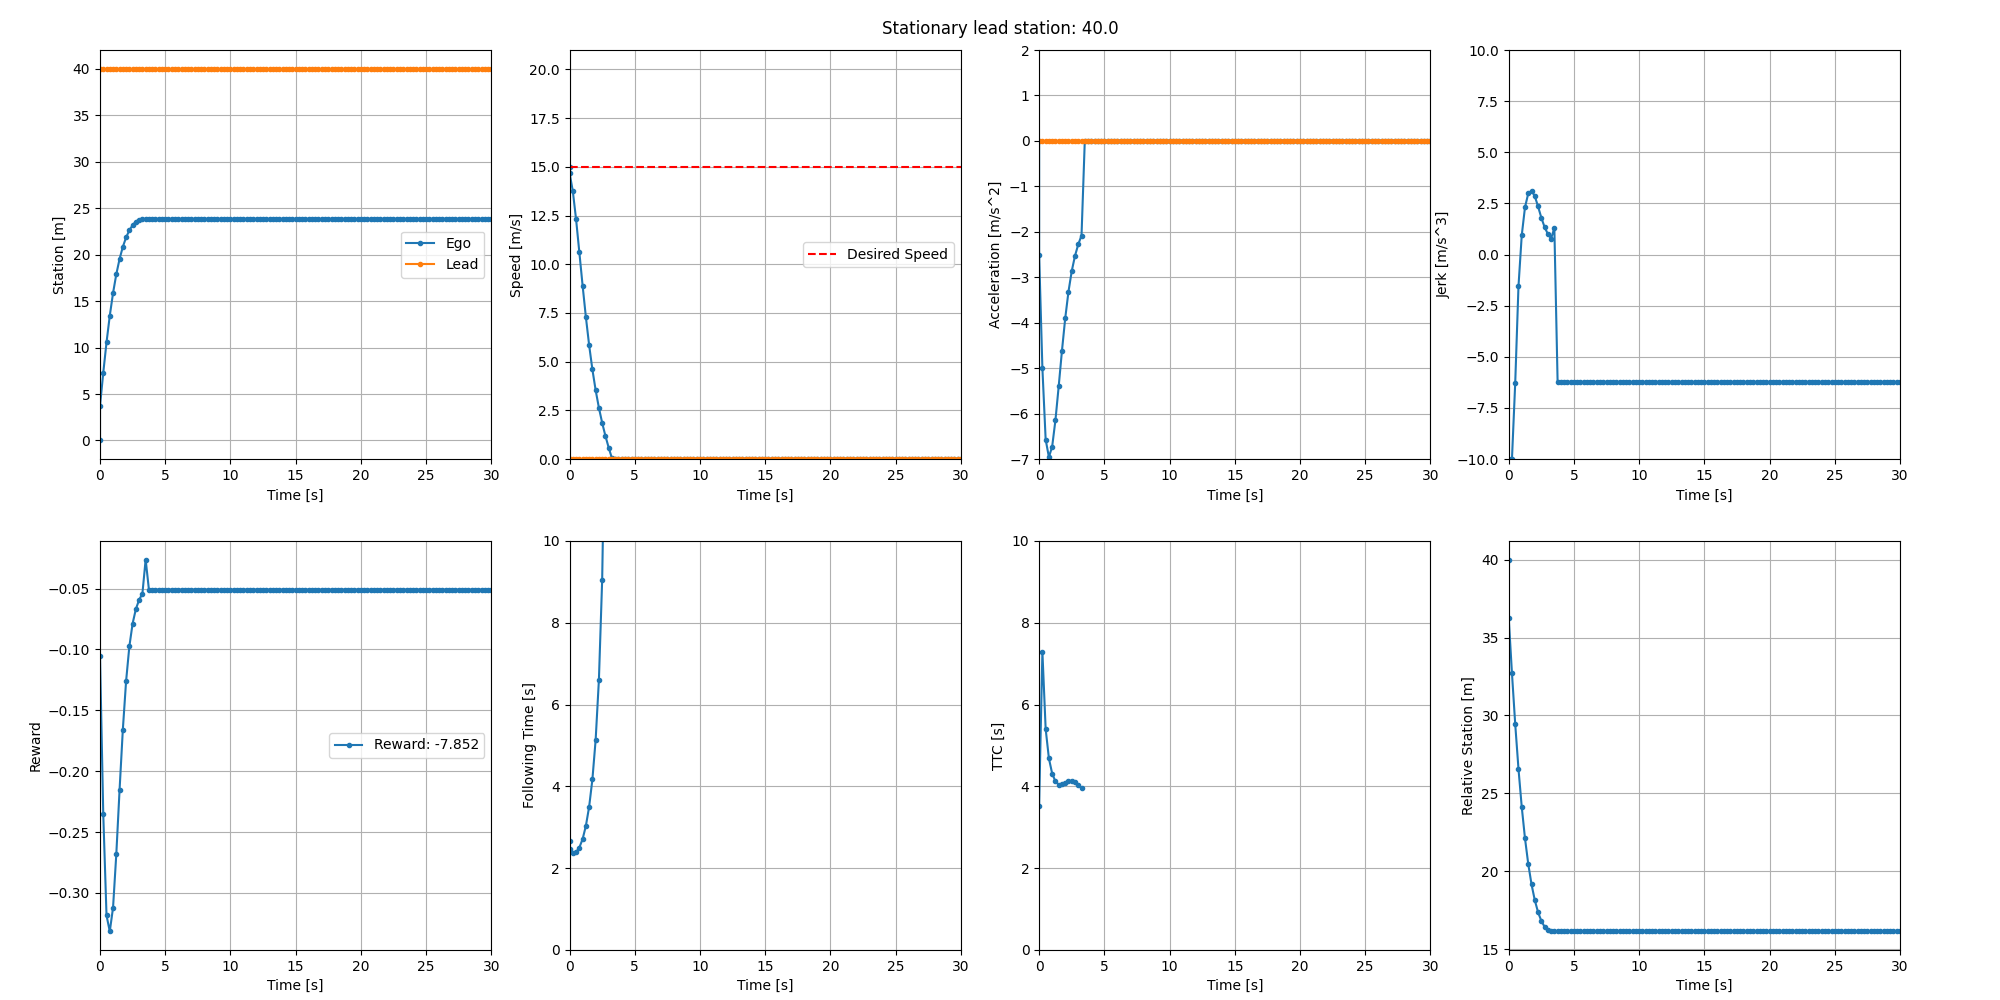 Stationary lead station: 40.0
Station [m]
40
35
30
25
20
15
10
5
0
Ego
Lead
0 5 10 15 20 25 30
Time [s]
Speed [m/s]
20.0
17.5
15.0
12.5
10.0
7.5
5.0
2.5
0.0
Desired Speed
0 5 10 15 20 25 30
Time [s]
Acceleration [m/s^2]
2
1
0
−1
−2
−3
−4
−5
−6
−7
0 5 10 15 20 25 30
Time [s]
Jerk [m/s^3]
10.0
7.5
5.0
2.5
0.0
−2.5
−5.0
−7.5
−10.0
0 5 10 15 20 25 30
Time [s]
Reward
−0.05
−0.10
−0.15
−0.20
−0.25
−0.30
Reward: -7.852
0 5 10 15 20 25 30
Time [s]
Following Time [s]
10
8
6
4
2
0
0 5 10 15 20 25 30
Time [s]
TTC [s]
10
8
6
4
2
0
0 5 10 15 20 25 30
Time [s]
Relative Station [m]
40
35
30
25
20
15
0 5 10 15 20 25 30
Time [s]